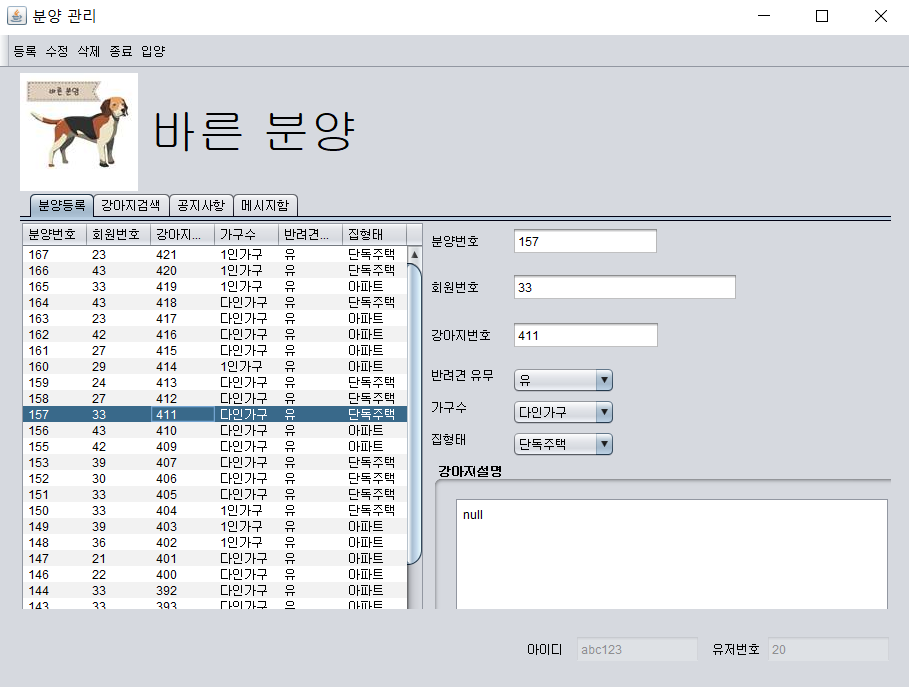 분양 관리
등록 수정 삭제 종료 입양
바른 분양
바른 분양
분양등록 강아지검색 공지사항 메시지함
분양번호 회원번호 강아지... 가구수 반려견... 집형태
167 23 421 1인가구 유 단독주택
166 43 420 1인가구 유 단독주택
165 33 419 1인가구 유 아파트
164 43 418 다인가구 유 단독주택
163 23 417 다인가구 유 아파트
162 42 416 다인가구 유 아파트
161 27 415 다인가구 유 아파트
160 29 414 1인가구 유 아파트
159 24 413 다인가구 유 단독주택
158 27 412 다인가구 유 단독주택
157 33 411 다인가구 유 단독주택
156 43 410 다인가구 유 아파트
155 42 409 다인가구 유 아파트
153 39 407 다인가구 유 단독주택
152 30 406 다인가구 유 단독주택
151 33 405 다인가구 유 단독주택
150 33 404 1인가구 유 단독주택
149 39 403 1인가구 유 아파트
148 36 402 1인가구 유 아파트
147 21 401 다인가구 유 아파트
146 22 400 다인가구 유 아파트
144 33 392 다인가구 유 아파트
143 33 393 다인가구 유 아파트
분양번호 157
회원번호 33
강아지번호 411
반려견 유무 유
가구수 다인가구
집형태 단독주택
강아지설명
null
아이디 abc123 유저번호 20